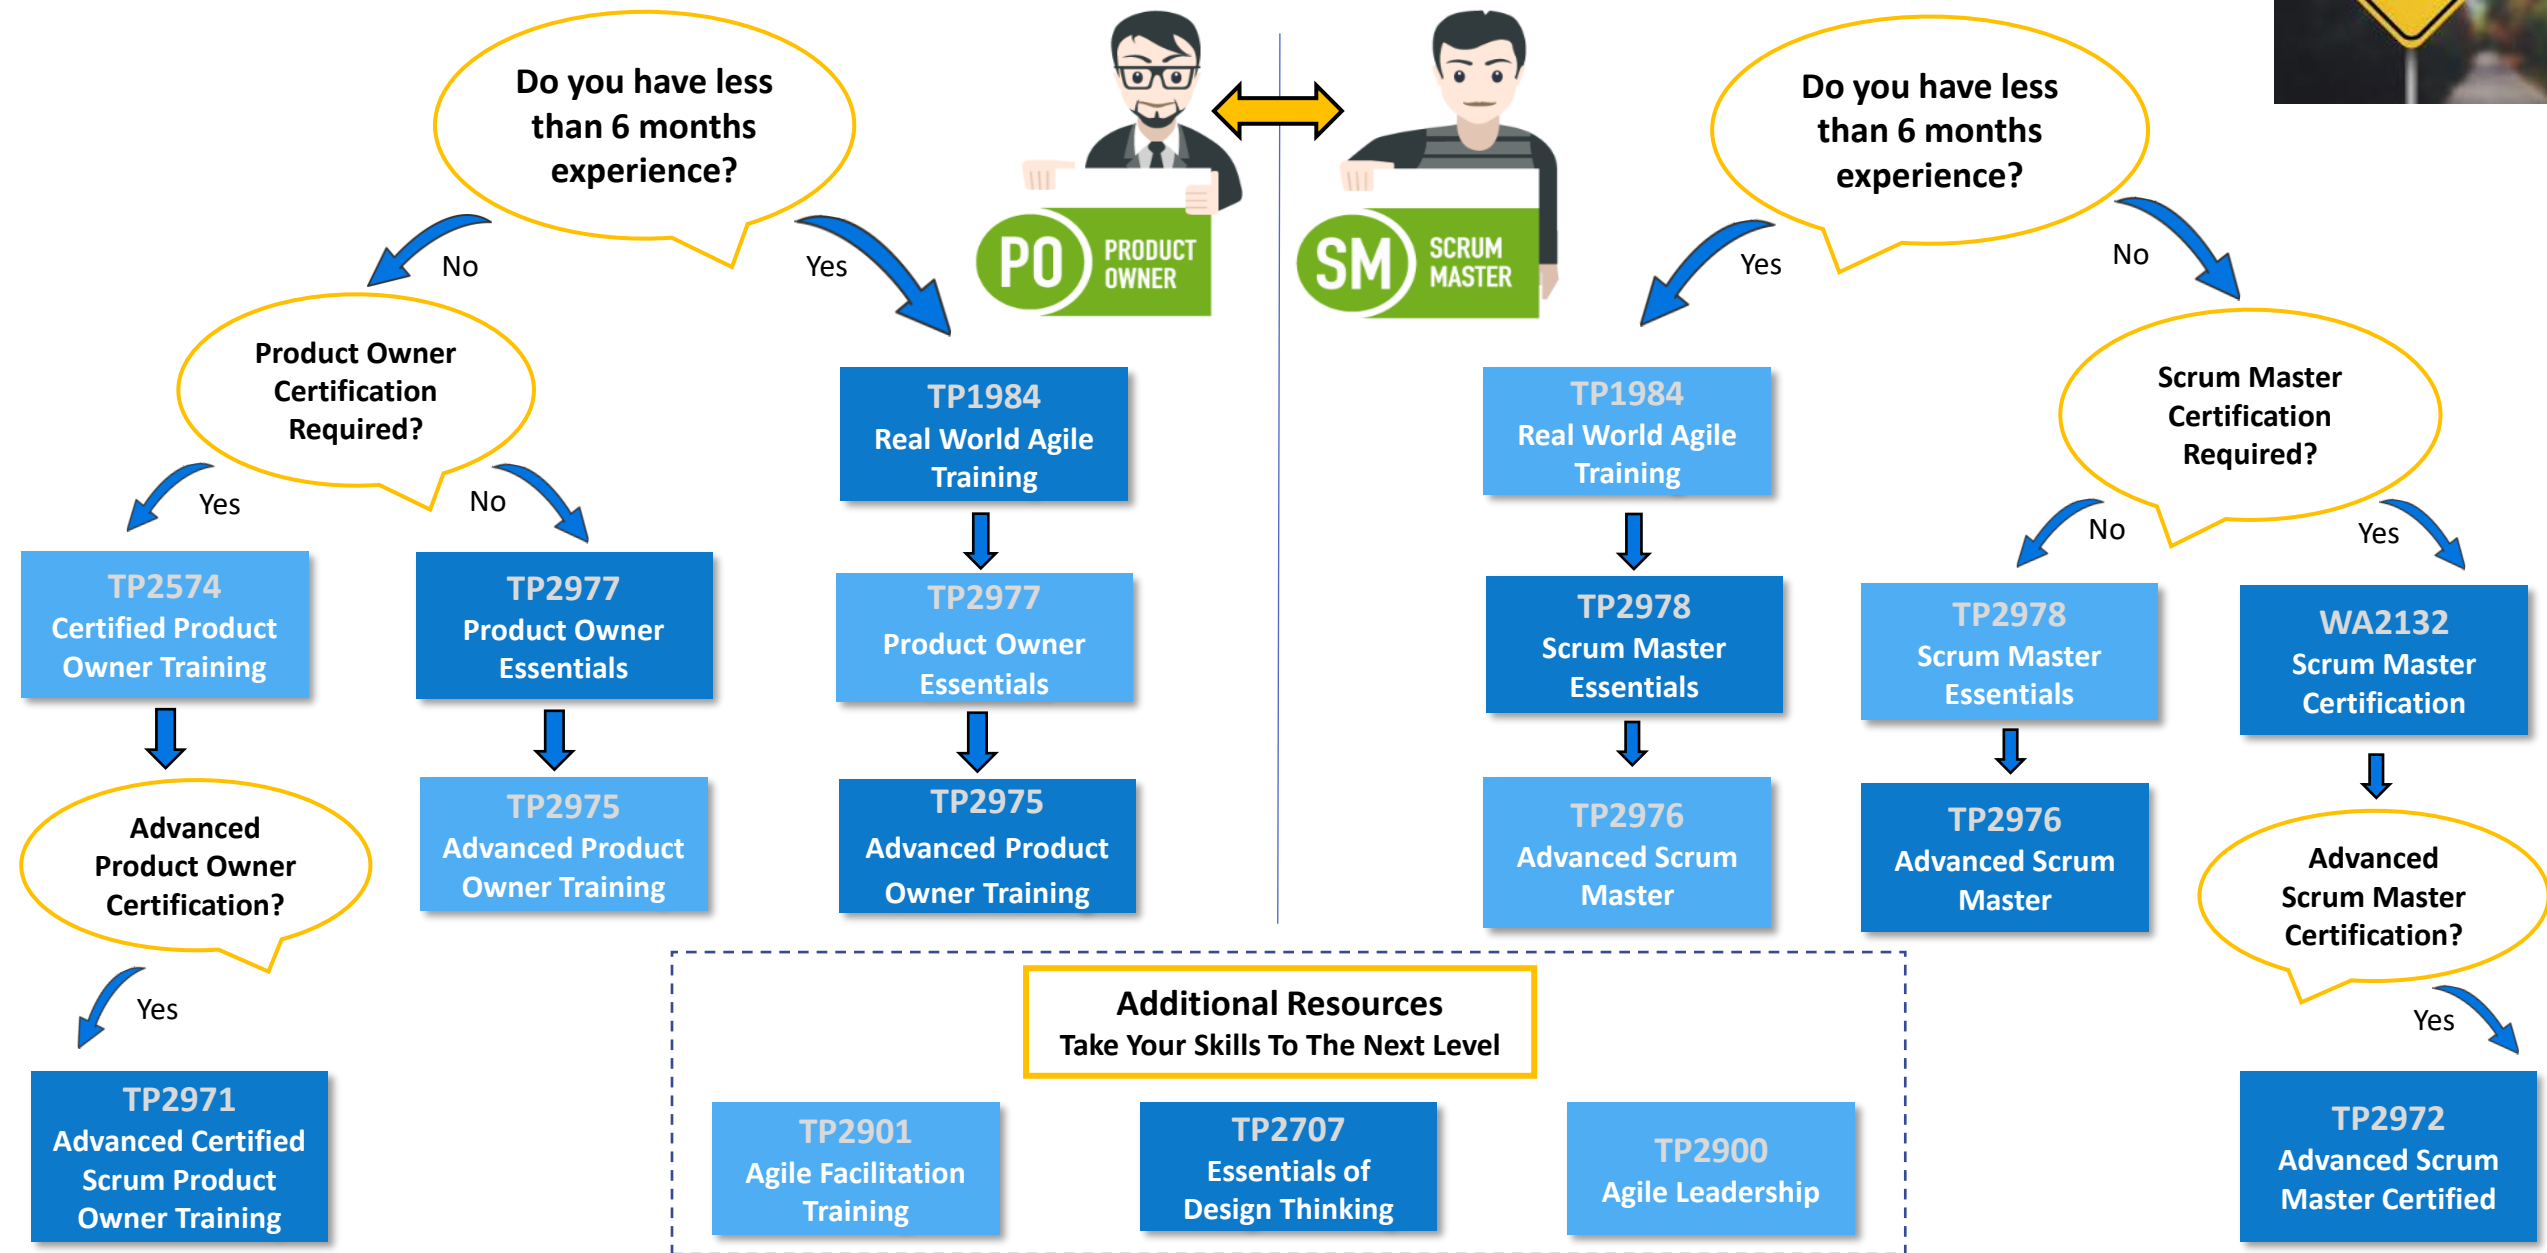 Do you have less
than 6 months
experience?
No
Yes
Product Owner
Certification
Required?
Yes
No
TP2574
Certified Product
Owner Training
Advanced
Product Owner
Certification?
Yes
TP2971
Advanced Certified
Scrum Product
Owner Training
TP2977
Product Owner
Essentials
TP2975
Advanced Product
Owner Training
TP1984
Real World Agile
Training
TP2977
Product Owner
Essentials
TP2975
Advanced Product
Owner Training
PO
PRODUCT
OWNER
SM
SCRUM
MASTER
Do you have less
than 6 months
experience?
Yes
No
TP1984
Real World Agile
Training
TP2978
Scrum Master
Essentials
TP2976
Advanced Scrum
Master
Scrum Master
Certification
Required?
No
Yes
TP2978
Scrum Master
Essentials
TP2976
Advanced Scrum
Master
WA2132
Scrum Master
Certification
Advanced
Scrum Master
Certification?
Yes
TP2972
Advanced Scrum
Master Certified
Additional Resources
Take Your Skills To The Next Level
TP2901
Agile Facilitation
Training
TP2707
Essentials of
Design Thinking
TP2900
Agile Leadership